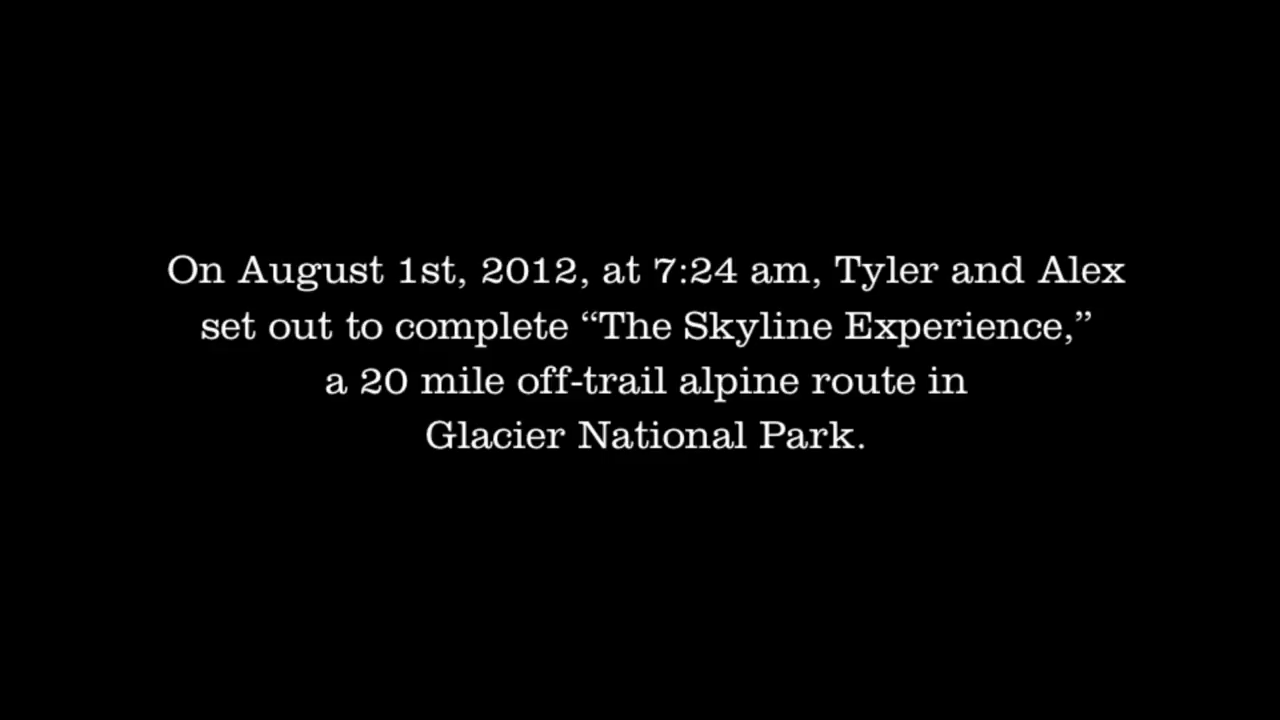 On August 1st, 2012, at 7:24 am, Tyler and Alex
set out to complete “The Skyline Experience,”
a 20 mile off-trail alpine route in
Glacier National Park.